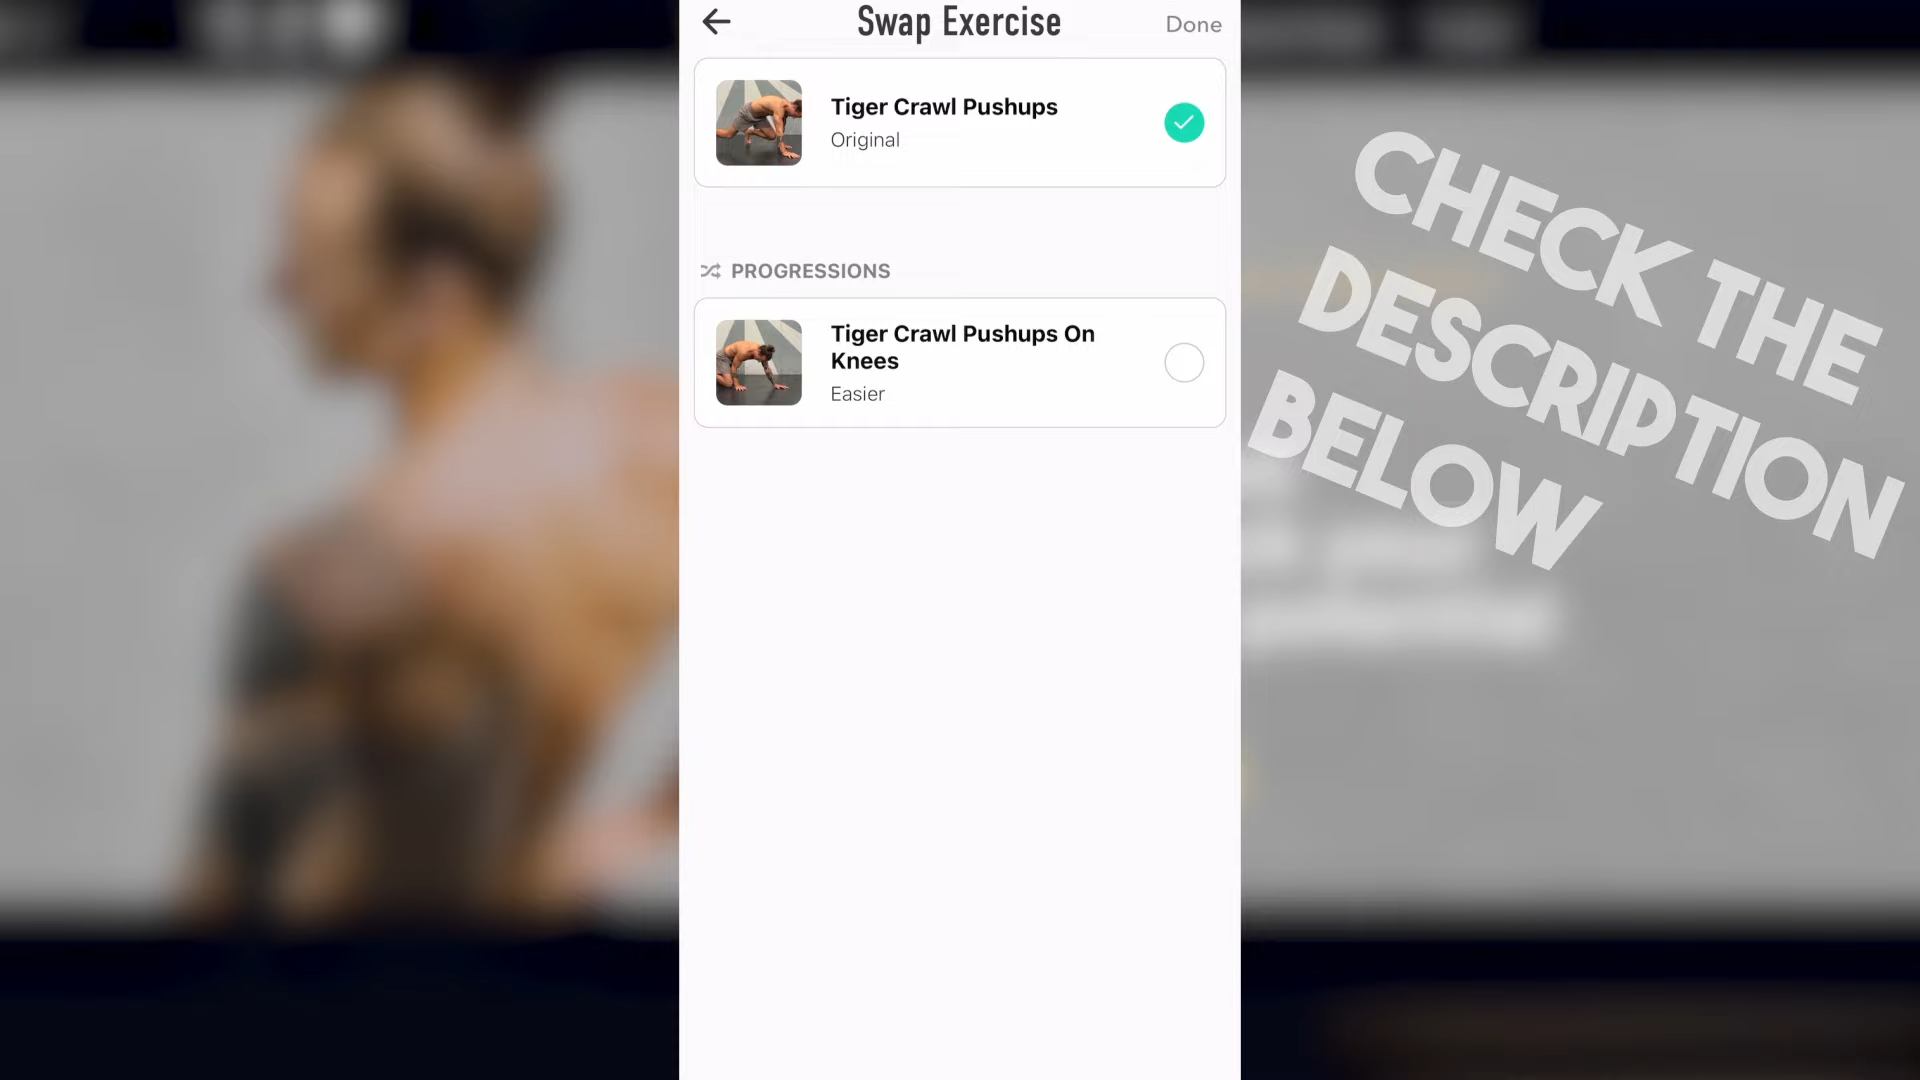 Swap Exercise
Done
Tiger Crawl Pushups
Original
PROGRESSIONS
Tiger Crawl Pushups On
Knees
Easier
CHECK THE
DESCRIPTION
BELOW